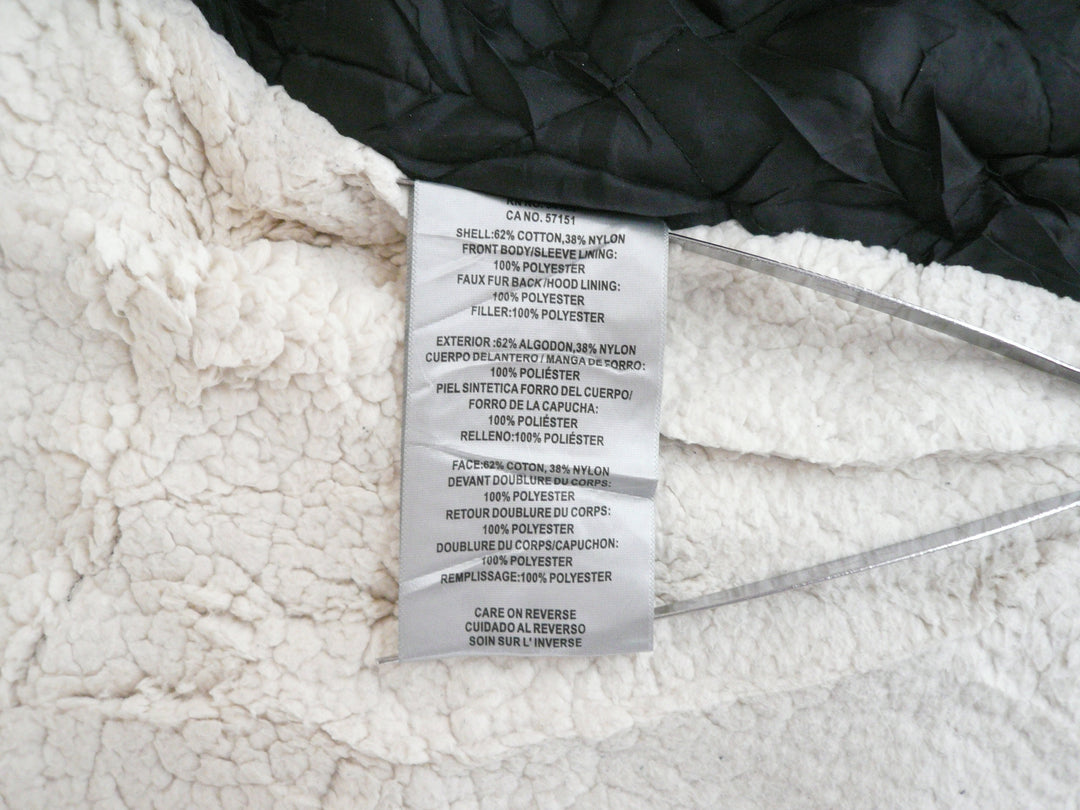 CA NO. 57151
SHELL:62% COTTON,38% NYLON
FRONT BODY/SLEEVE LINING:
100% POLYESTER
FAUX FUR BACK/HOOD LINING:
100% POLYESTER
FILLER:100% POLYESTER
EXTERIOR :62% ALGODON,38% NYLON
CUERPO DELANTERO / MANGA DE FORRO:
100% POLIÉSTER
PIEL SINTETICA FORRO DEL CUERPO/
FORRO DE LA CAPUCHA:
100% POLIÉSTER
RELLENO:100% POLIÉSTER
FACE:62% COTON, 38% NYLON
DEVANT DOUBLURE DU CORPS:
100% POLYESTER
RETOUR DOUBLURE DU CORPS:
100% POLYESTER
DOUBLURE DU CORPS/CAPUCHON:
100% POLYESTER
REMPLISSAGE:100% POLYESTER
CARE ON REVERSE
CUIDADO AL REVERSO
SOIN SUR L' INVERSE